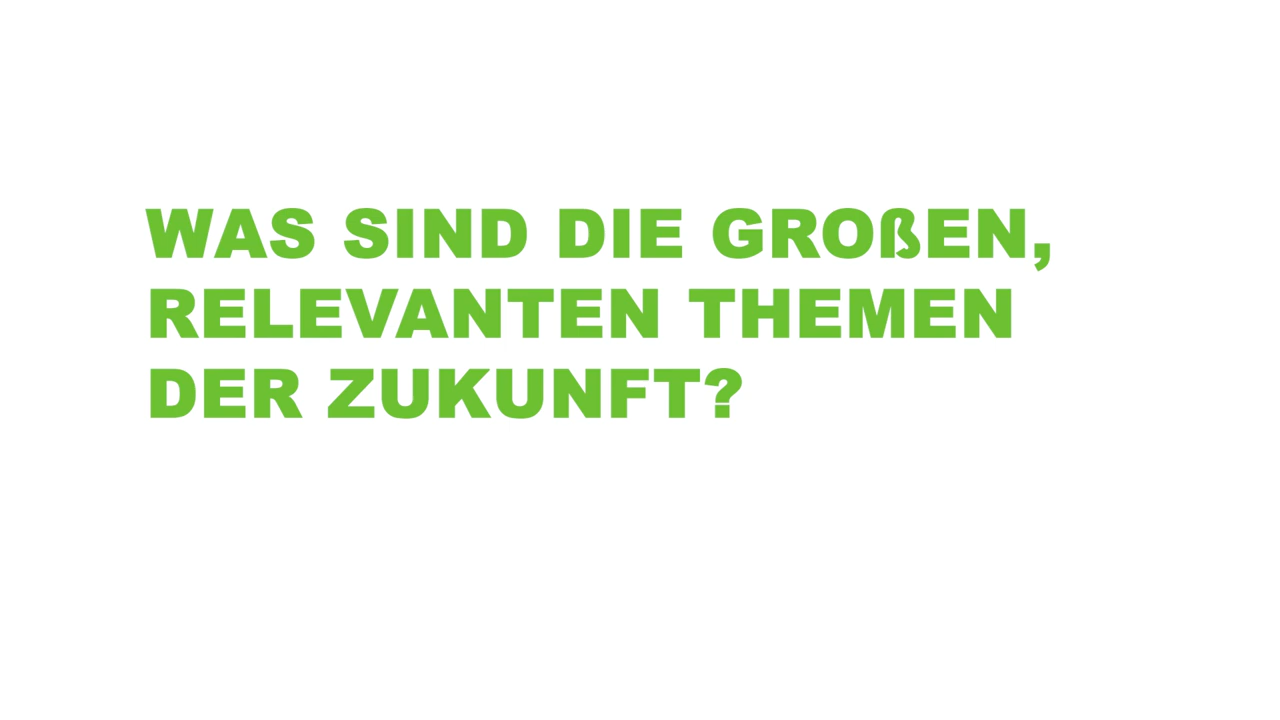 WAS SIND DIE GROßEN,
RELEVANTEN THEMEN
DER ZUKUNFT?